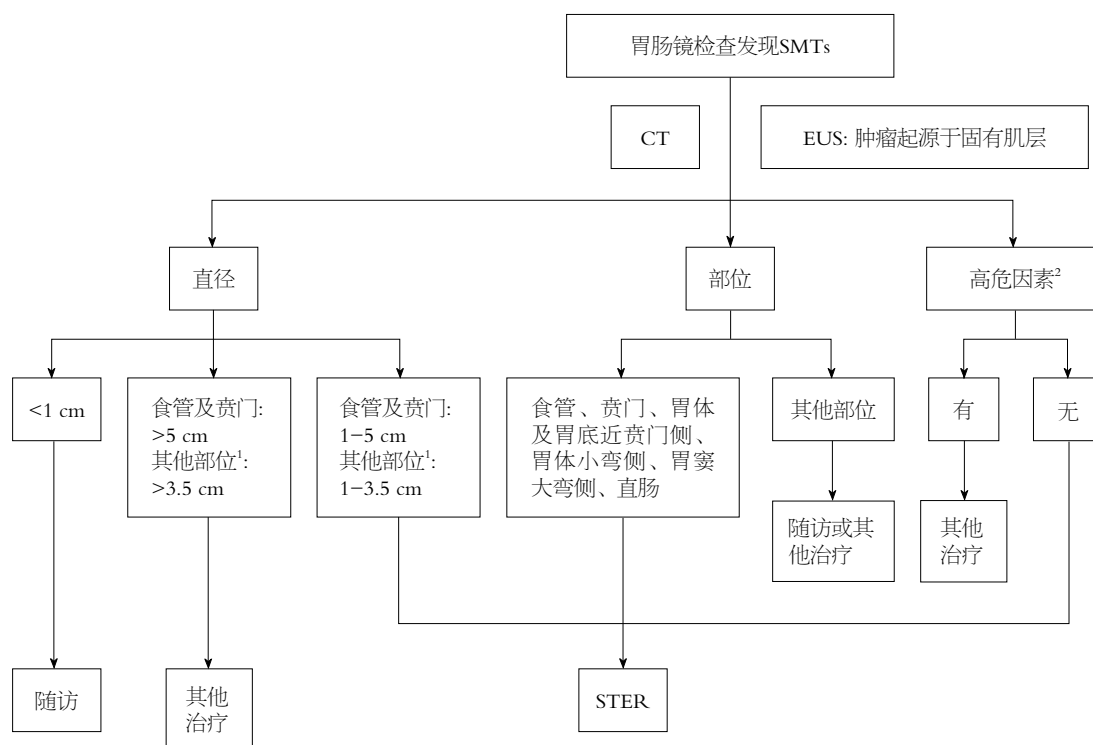 胃肠镜检查发现SMTs
CT
EUS: 肿瘤起源于固有肌层
直径
部位
高危因素²
<1 cm
食管及贲门:
>5 cm
其他部位¹:
>3.5 cm
食管及贲门:
1−5 cm
其他部位¹:
1−3.5 cm
食管、贲门、胃体
及胃底近贲门侧、
胃体小弯侧、胃窦
大弯侧、直肠
其他部位
有
无
随访或其
他治疗
其他
治疗
随访
其他
治疗
STER